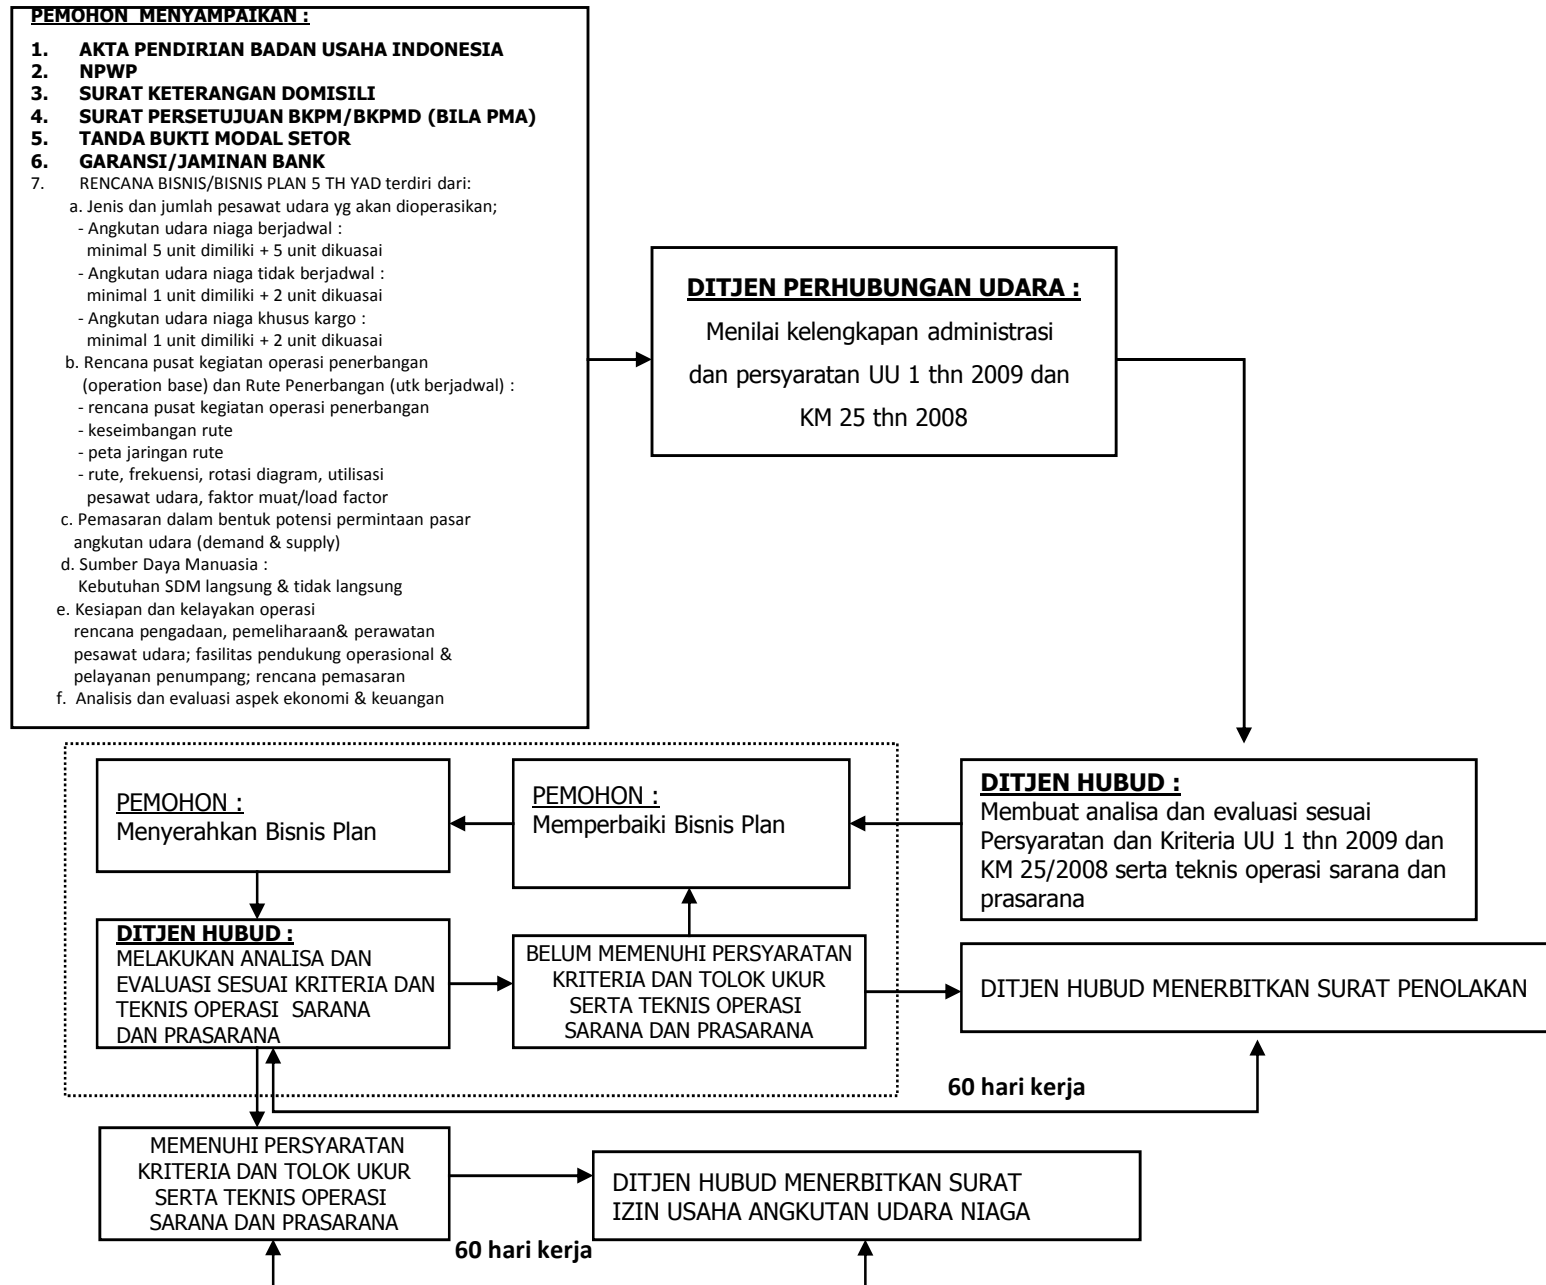 PEMOHON MENYAMPAIKAN :
1. AKTA PENDIRIAN BADAN USAHA INDONESIA
2. NPWP
3. SURAT KETERANGAN DOMISILI
4. SURAT PERSETUJUAN BKPM/BKPMD (BILA PMA)
5. TANDA BUKTI MODAL SETOR
6. GARANSI/JAMINAN BANK
7. RENCANA BISNIS/BISNIS PLAN 5 TH YAD terdiri dari:
a. Jenis dan jumlah pesawat udara yg akan dioperasikan;
- Angkutan udara niaga berjadwal :
minimal 5 unit dimiliki + 5 unit dikuasai
- Angkutan udara niaga tidak berjadwal :
minimal 1 unit dimiliki + 2 unit dikuasai
- Angkutan udara niaga khusus kargo :
minimal 1 unit dimiliki + 2 unit dikuasai
b. Rencana pusat kegiatan operasi penerbangan
(operation base) dan Rute Penerbangan (utk berjadwal) :
- rencana pusat kegiatan operasi penerbangan
- keseimbangan rute
- peta jaringan rute
- rute, frekuensi, rotasi diagram, utilisasi
pesawat udara, faktor muat/load factor
c. Pemasaran dalam bentuk potensi permintaan pasar
angkutan udara (demand & supply)
d. Sumber Daya Manuasia :
Kebutuhan SDM langsung & tidak langsung
e. Kesiapan dan kelayakan operasi
rencana pengadaan, pemeliharaan& perawatan
pesawat udara; fasilitas pendukung operasional &
pelayanan penumpang; rencana pemasaran
f. Analisis dan evaluasi aspek ekonomi & keuangan
DITJEN PERHUBUNGAN UDARA :
Menilai kelengkapan administrasi
dan persyaratan UU 1 thn 2009 dan
KM 25 thn 2008
DITJEN HUBUD :
Membuat analisa dan evaluasi sesuai
Persyaratan dan Kriteria UU 1 thn 2009 dan
KM 25/2008 serta teknis operasi sarana dan
prasarana
PEMOHON :
Memperbaiki Bisnis Plan
PEMOHON :
Menyerahkan Bisnis Plan
DITJEN HUBUD :
MELAKUKAN ANALISA DAN
EVALUASI SESUAI KRITERIA DAN
TEKNIS OPERASI SARANA
DAN PRASARANA
BELUM MEMENUHI PERSYARATAN
KRITERIA DAN TOLOK UKUR
SERTA TEKNIS OPERASI
SARANA DAN PRASARANA
DITJEN HUBUD MENERBITKAN SURAT PENOLAKAN
60 hari kerja
MEMENUHI PERSYARATAN
KRITERIA DAN TOLOK UKUR
SERTA TEKNIS OPERASI
SARANA DAN PRASARANA
DITJEN HUBUD MENERBITKAN SURAT
IZIN USAHA ANGKUTAN UDARA NIAGA
60 hari kerja